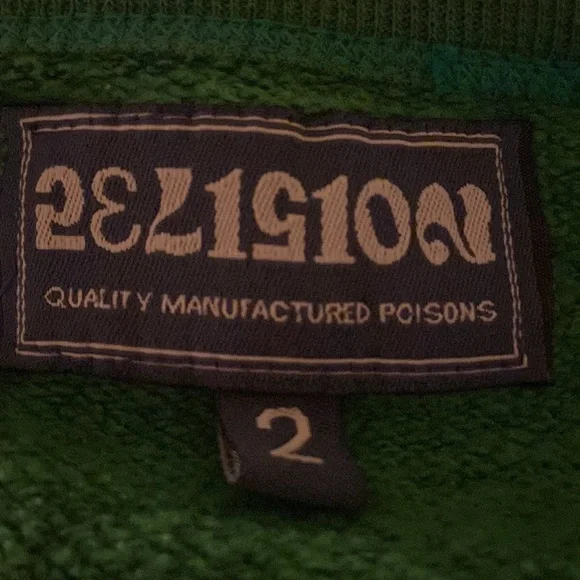 RELIGION
QUALITY MANUFACTURED POISONS
2